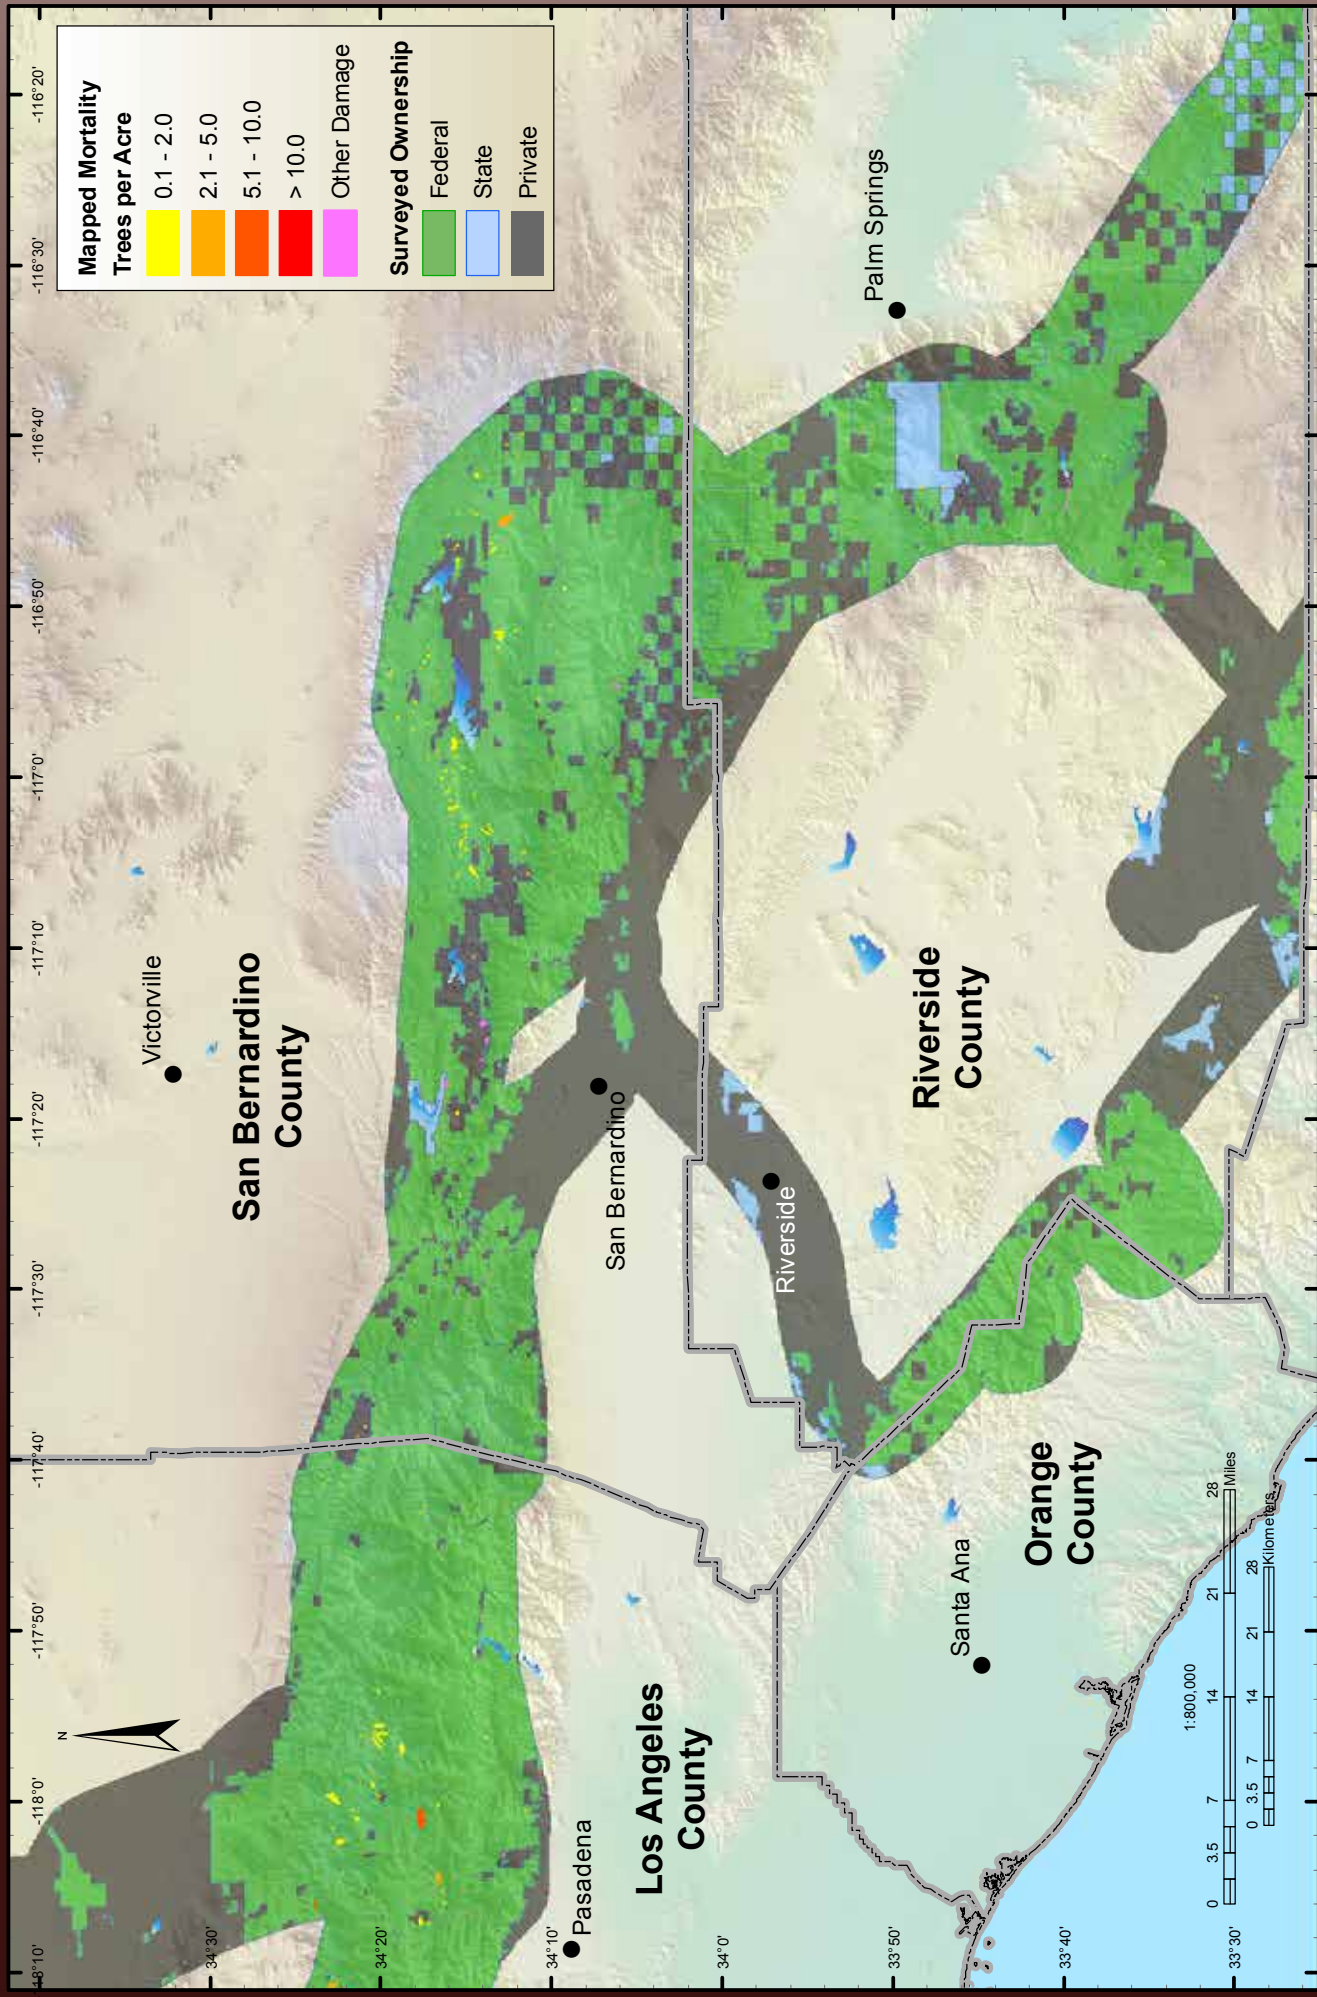 Mapped Mortality
Trees per Acre
0.1 - 2.0
2.1 - 5.0
5.1 - 10.0
> 10.0
Other Damage
Surveyed Ownership
Federal
State
Private
-118°10'
-118°0'
-117°50'
-117°40'
-117°30'
-117°20'
-117°10'
-117°0'
-116°50'
-116°40'
-116°30'
-116°20'
34°30'
34°20'
34°10'
34°0'
33°50'
33°40'
33°30'
N
Victorville
San Bernardino
County
San Bernardino
Pasadena
Los Angeles
County
Riverside
Riverside
County
Palm Springs
Santa Ana
Orange
County
1:800,000
0 3.5 7 14 21 28
Miles
0 3.5 7 14 21 28
Kilometers